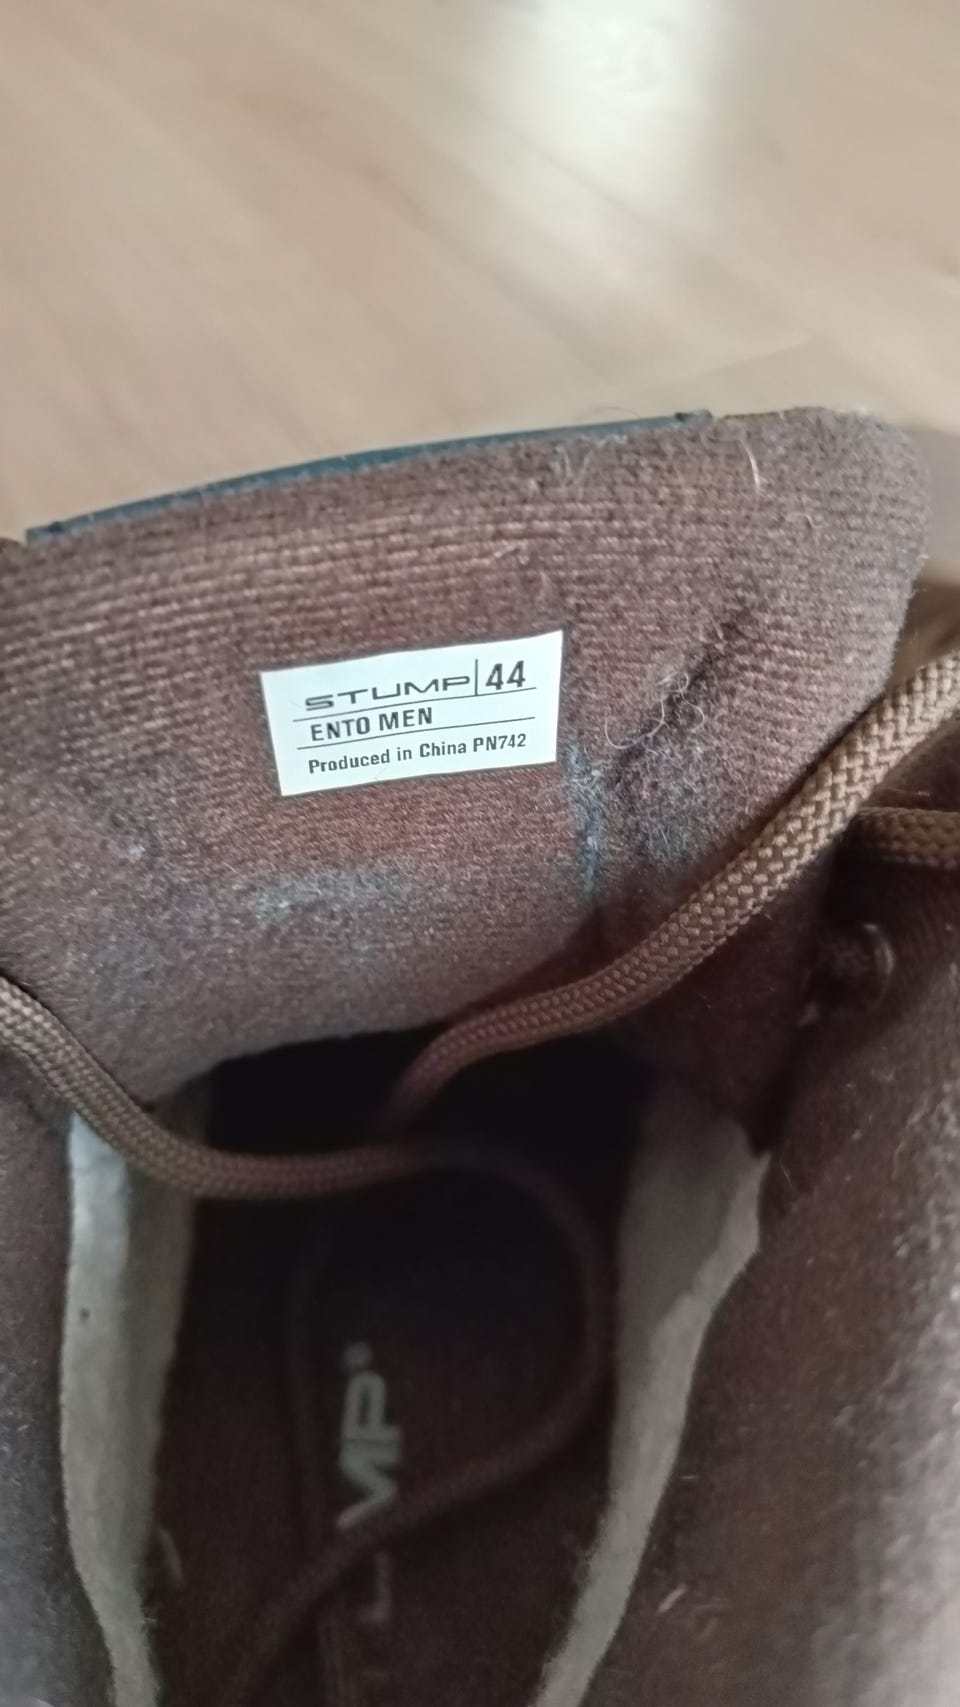 STUMP 44
ENTO MEN
Produced in China PN742